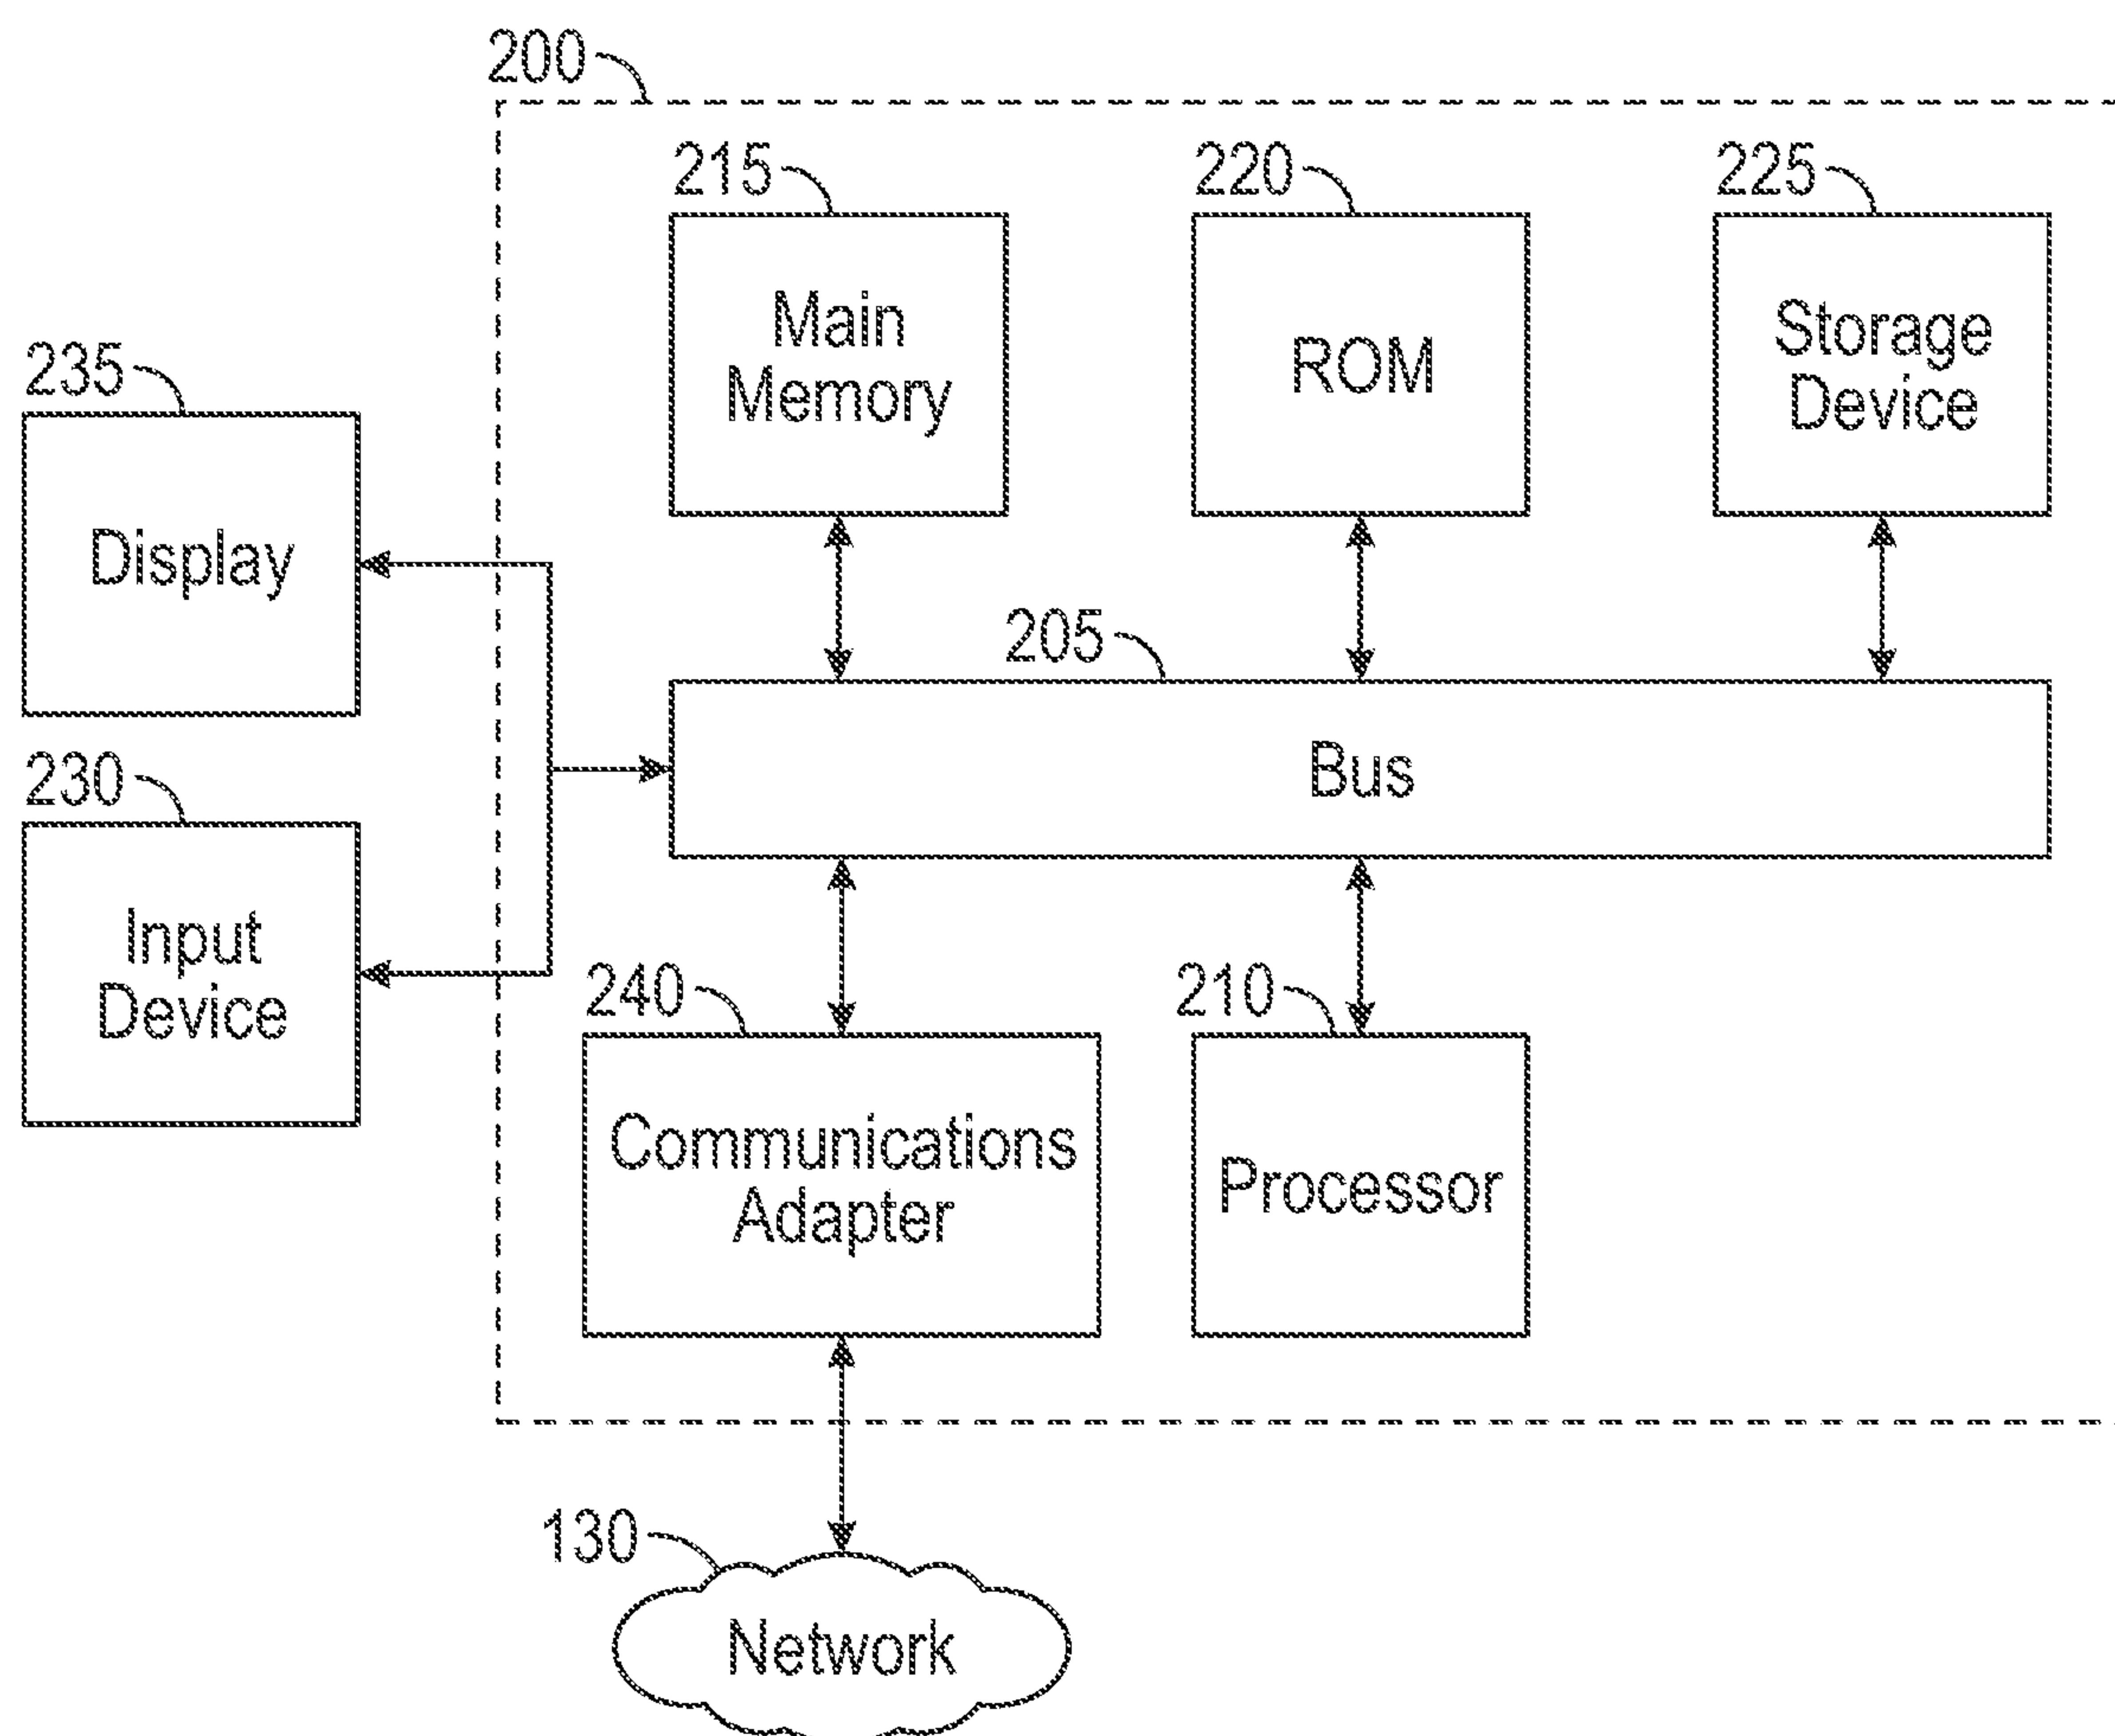 200
215
220
225
Main
Memory
ROM
Storage
Device
235
Display
205
Bus
230
Input
Device
240
210
Communications
Adapter
Processor
130
Network